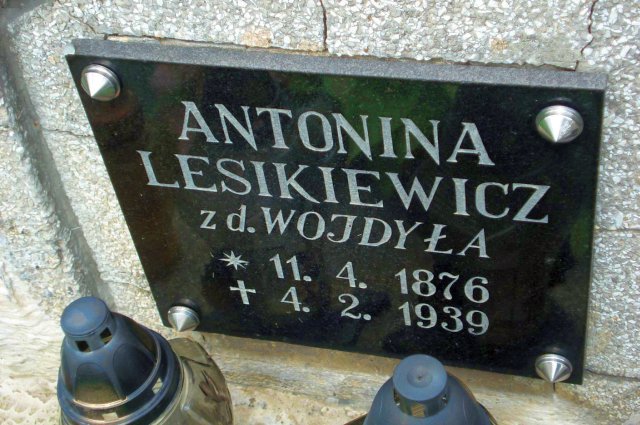 ANTONINA
LESIKIEWICZ
z d. WOJDYŁA
* 11. 4. 1876
✝ 4. 2. 1939